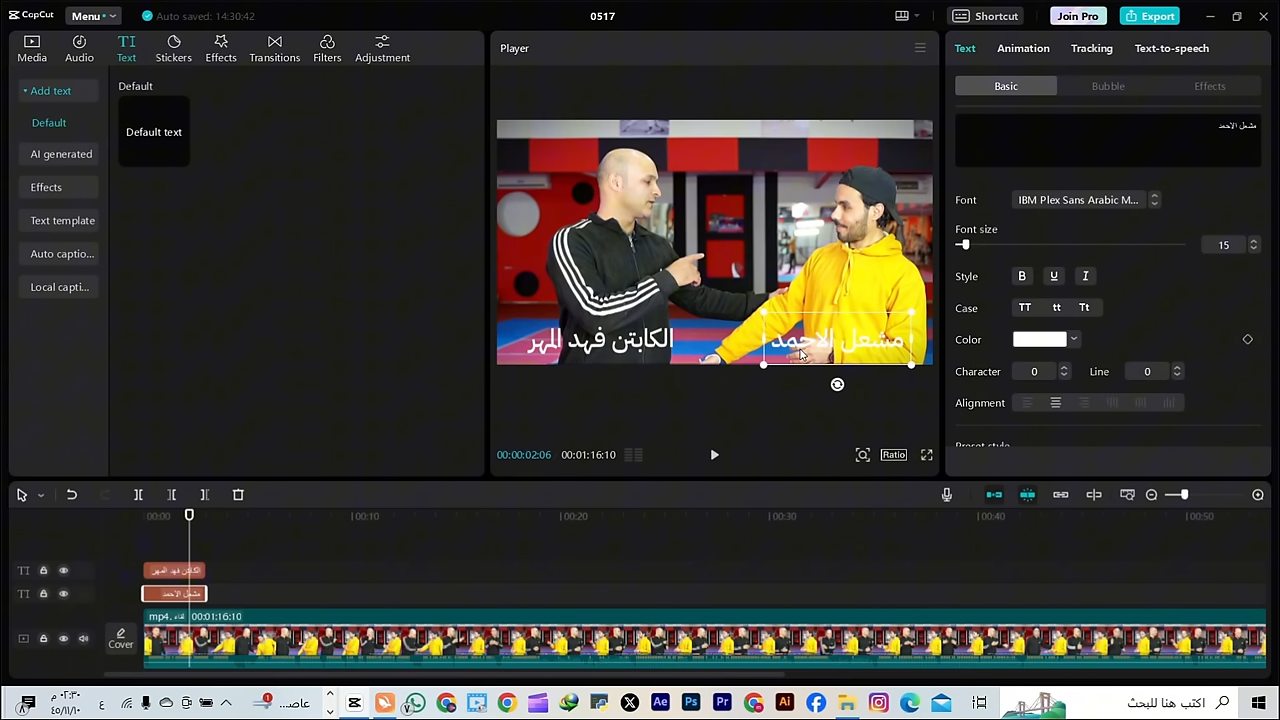 CapCut
Menu
Auto saved: 14:30:42
0517
Shortcut
Join Pro
Export
Media
Audio
Text
Stickers
Effects
Transitions
Filters
Adjustment
Add text
Default
AI generated
Effects
Text template
Auto captio...
Local capti...
Default
Default text
Player
الكابتن فهد المهر
مشعل الاحمد
00:00:02:06
00:01:16:10
Ratio
Text
Animation
Tracking
Text-to-speech
Basic
Bubble
Effects
مشعل الاحمد
Font
IBM Plex Sans Arabic M...
Font size
15
Style
B
U
I
Case
TT
tt
Tt
Color
Character
0
Line
0
Alignment
Preset style
00:00
00:10
00:20
00:30
00:40
00:50
TI
الكابتن فهد المهر
TI
مشعل الاحمد
لقاء .mp4
00:01:16:10
Cover
عاصـ...
اكتب هنا للبحث